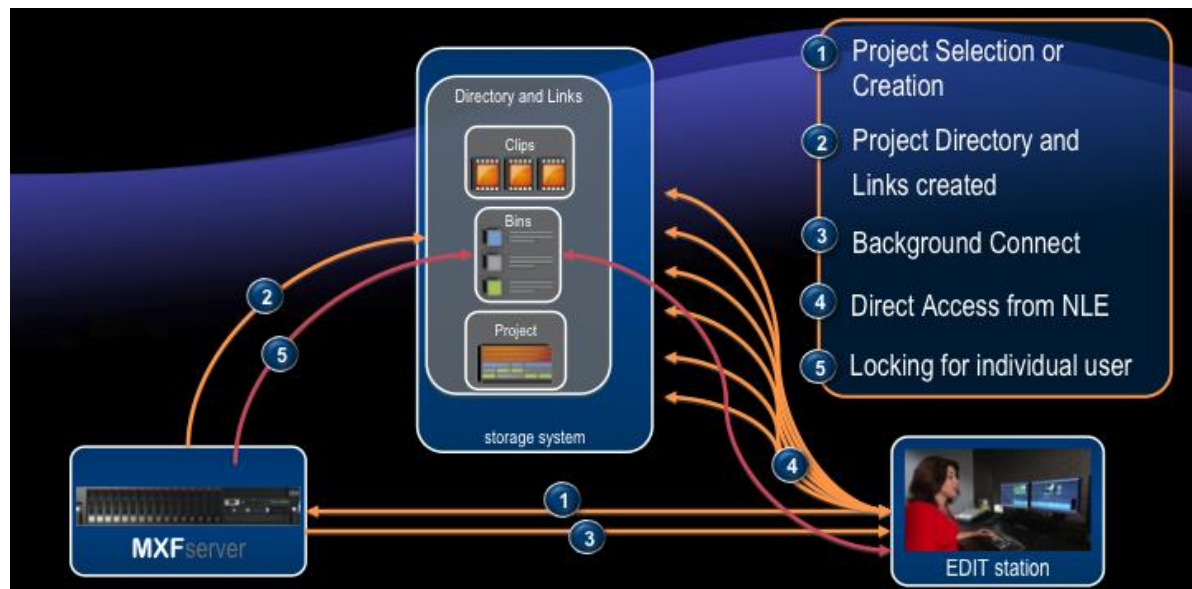 Directory and Links
Clips
Bins
Project
storage system
1 Project Selection or
Creation
2 Project Directory and
Links created
3 Background Connect
4 Direct Access from NLE
5 Locking for individual user
2
5
4
1
3
MXFserver
EDIT station